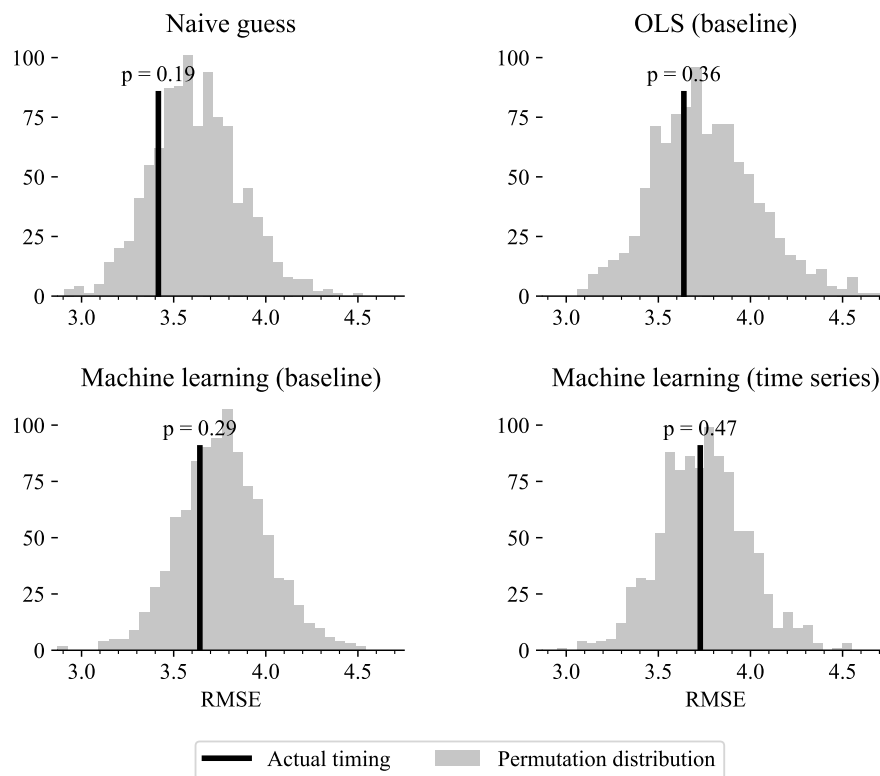 Naive guess
OLS (baseline)
100
75
50
25
0
p = 0.19
3.0 3.5 4.0 4.5
100
75
50
25
0
p = 0.36
3.0 3.5 4.0 4.5
Machine learning (baseline)
Machine learning (time series)
100
75
50
25
0
p = 0.29
3.0 3.5 4.0 4.5
RMSE
100
75
50
25
0
p = 0.47
3.0 3.5 4.0 4.5
RMSE
Actual timing Permutation distribution